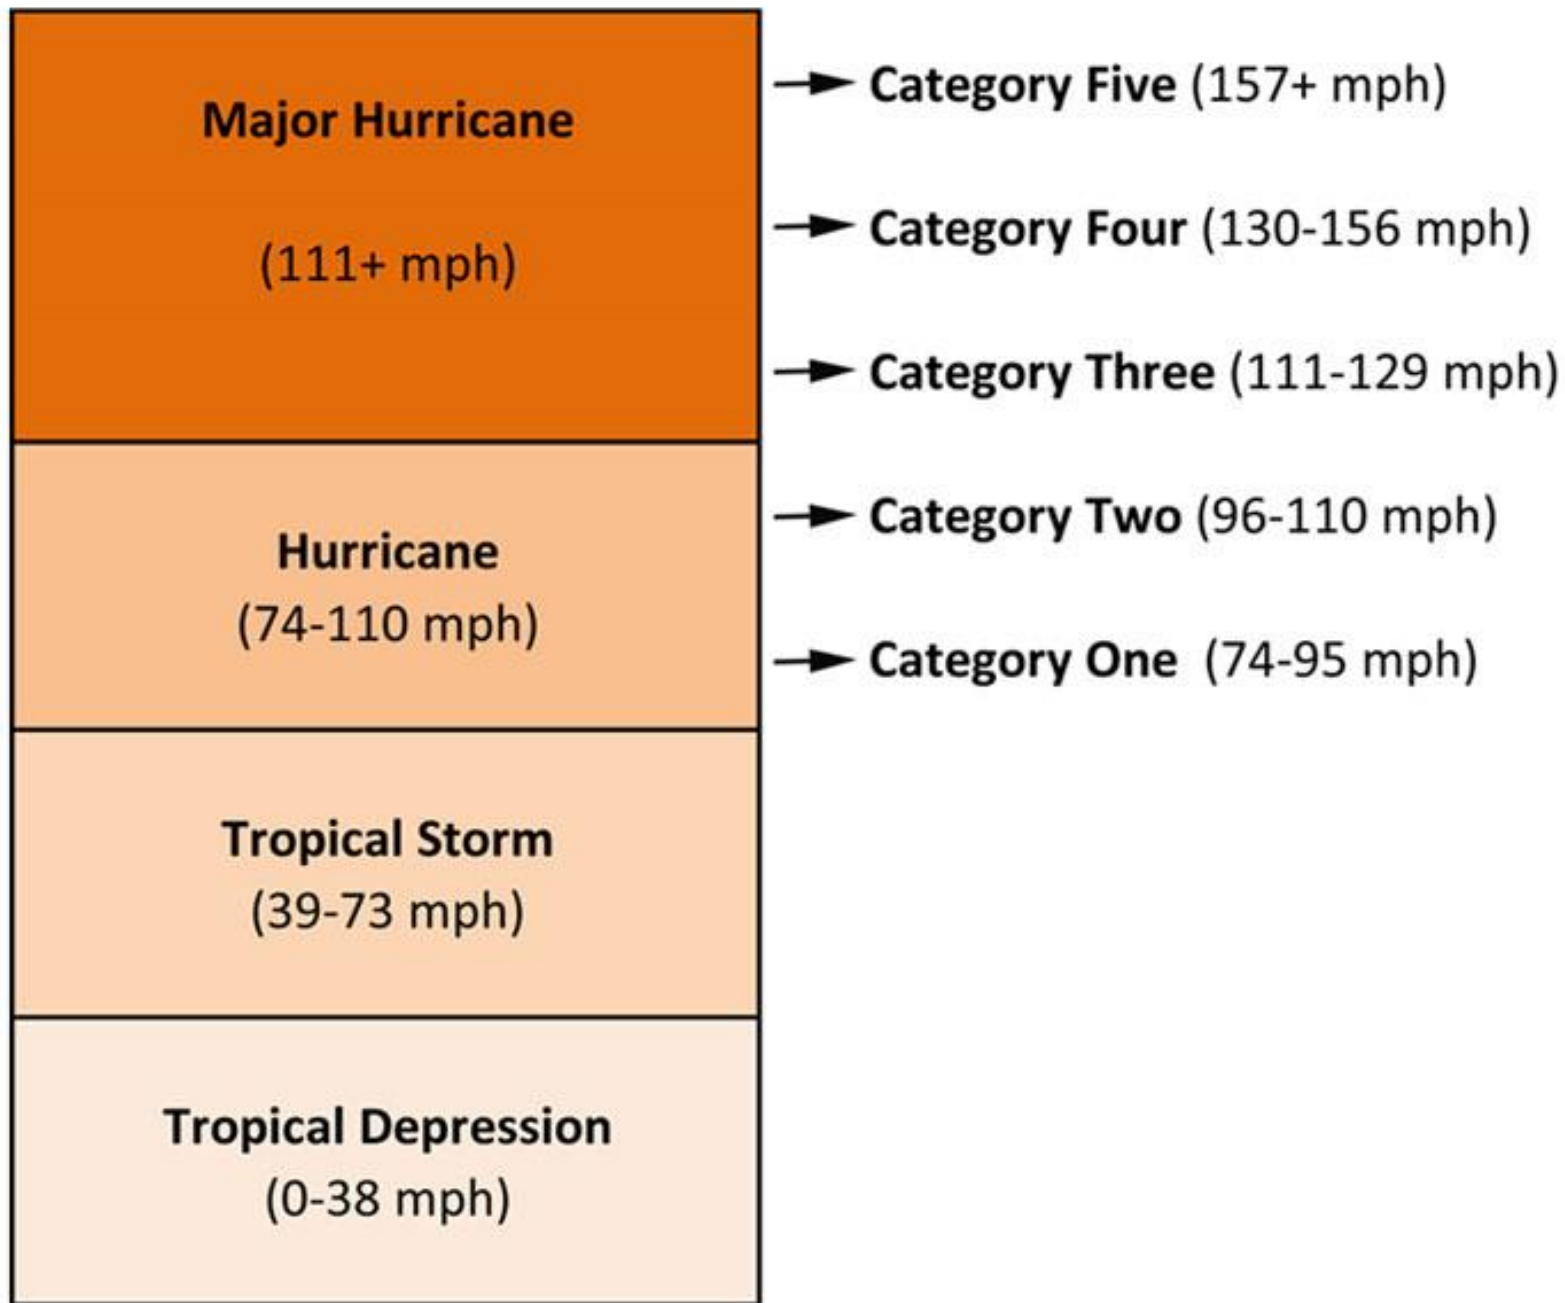 Major Hurricane
(111+ mph)
Category Five (157+ mph)
Category Four (130-156 mph)
Category Three (111-129 mph)
Hurricane
(74-110 mph)
Category Two (96-110 mph)
Category One (74-95 mph)
Tropical Storm
(39-73 mph)
Tropical Depression
(0-38 mph)